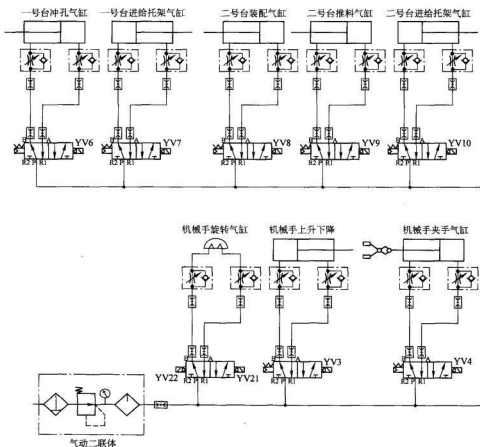 一号台冲孔气缸 一号台进给托架气缸 二号台装配气缸 二号台推料气缸 二号台进给托架气缸
YV6 YV7 YV8 YV9 YV10
R2 P R1 R2 P R1 R2 P R1 R2 P R1 R2 P R1
机械手旋转气缸 机械手上升下降 机械手夹手气缸
YV22 YV21 YV3 YV4
R2 P R1 R2 P R1 R2 P R1
气动二联体